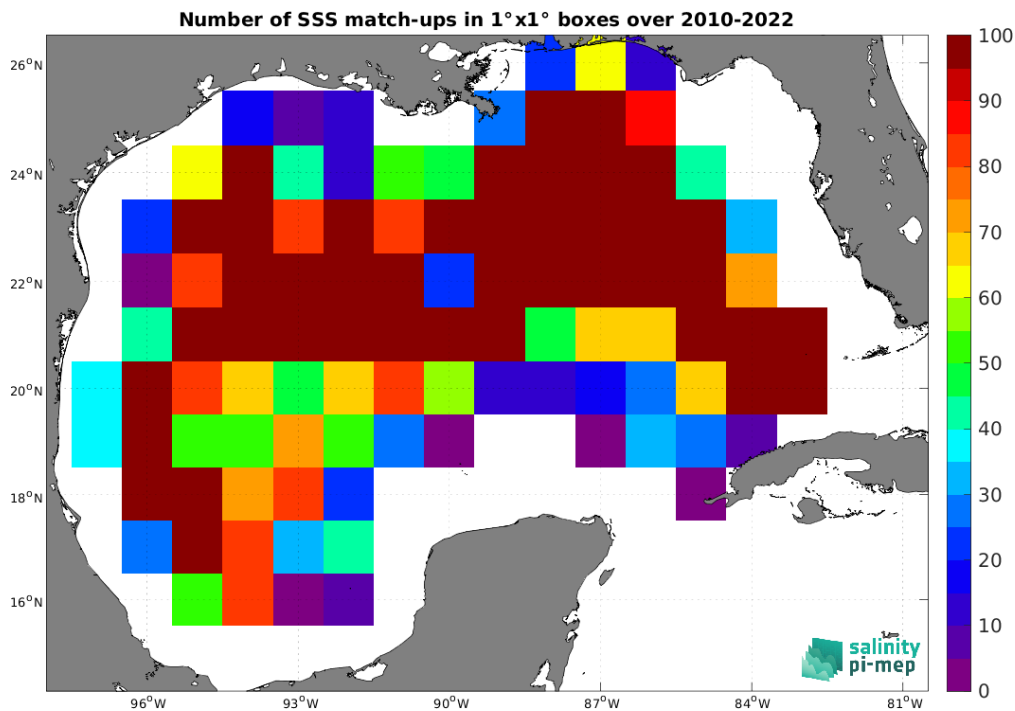 Number of SSS match-ups in 1°x1° boxes over 2010-2022
26°N
24°N
22°N
20°N
18°N
16°N
96°W
93°W
90°W
87°W
84°W
81°W
100
90
80
70
60
50
40
30
20
10
0
salinity
pi-mep